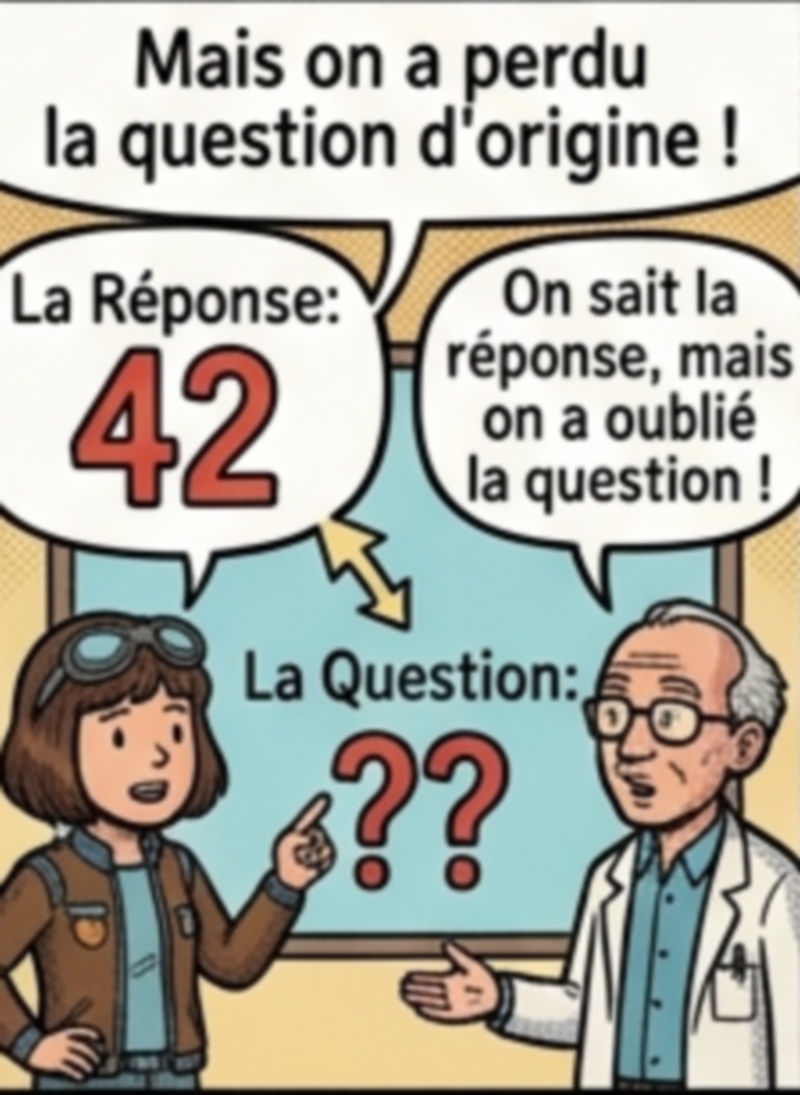 Mais on a perdu
la question d'origine !
La Réponse:
42
On sait la
réponse, mais
on a oublié
la question !
La Question:
??